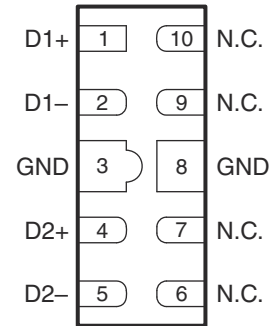 D1+ 1 10 N.C.
D1– 2 9 N.C.
GND 3 8 GND
D2+ 4 7 N.C.
D2– 5 6 N.C.